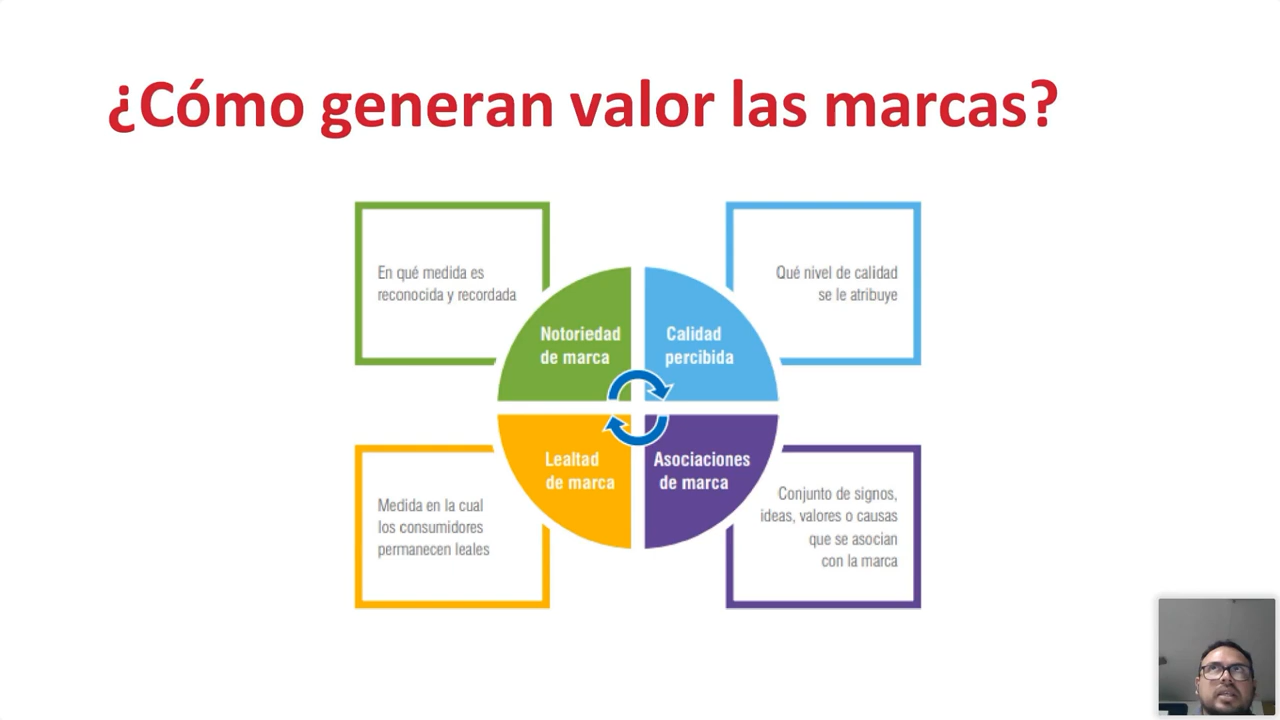 ¿Cómo generan valor las marcas?
En qué medida es
reconocida y recordada
Notoriedad
de marca
Qué nivel de calidad
se le atribuye
Calidad
percibida
Medida en la cual
los consumidores
permanecen leales
Lealtad
de marca
Asociaciones
de marca
Conjunto de signos,
ideas, valores o causas
que se asocian
con la marca